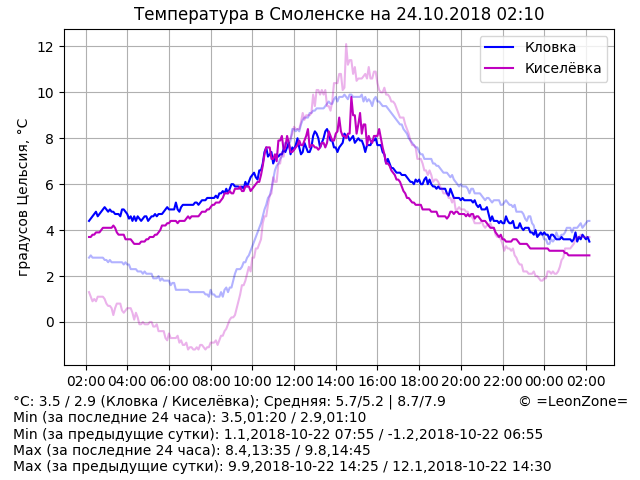 Температура в Смоленске на 24.10.2018 02:10
градусов Цельсия, °C
12
10
8
6
4
2
0
Кловка
Киселёвка
02:00 04:00 06:00 08:00 10:00 12:00 14:00 16:00 18:00 20:00 22:00 00:00 02:00
°C: 3.5 / 2.9 (Кловка / Киселёвка); Средняя: 5.7/5.2 | 8.7/7.9 © =LeonZone=
Min (за последние 24 часа): 3.5,01:20 / 2.9,01:10
Min (за предыдущие сутки): 1.1,2018-10-22 07:55 / -1.2,2018-10-22 06:55
Max (за последние 24 часа): 8.4,13:35 / 9.8,14:45
Max (за предыдущие сутки): 9.9,2018-10-22 14:25 / 12.1,2018-10-22 14:30